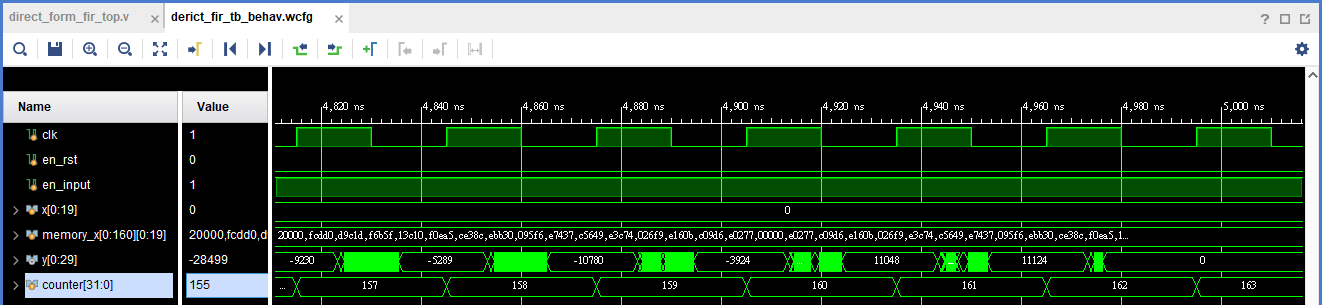 direct_form_fir_top.v × derict_fir_tb_behav.wcfg × ?
4,820 ns 4,840 ns 4,860 ns 4,880 ns 4,900 ns 4,920 ns 4,940 ns 4,960 ns 4,980 ns 5,000 ns
Name Value
clk 1
en_rst 0
en_input 1
x[0:19] 0 0
memory_x[0:160][0:19] 20000,fcdd0,d 20000,fcdd0,d9c1d,f6b5f,13c10,f0ea5,ce38c,ebb30,095f6,e7437,c5649,e3c74,026f9,e160b,c09d6,e0277,00000,e0277,c09d6,e160b,026f9,e3c74,c5649,e7437,095f6,ebb30,ce38c,f0ea5,1...
y[0:29] -28499 -9230 -5289 -10780 -3924 ... 11048 ... 11124 0
counter[31:0] 155 ... 157 158 159 160 161 162 163